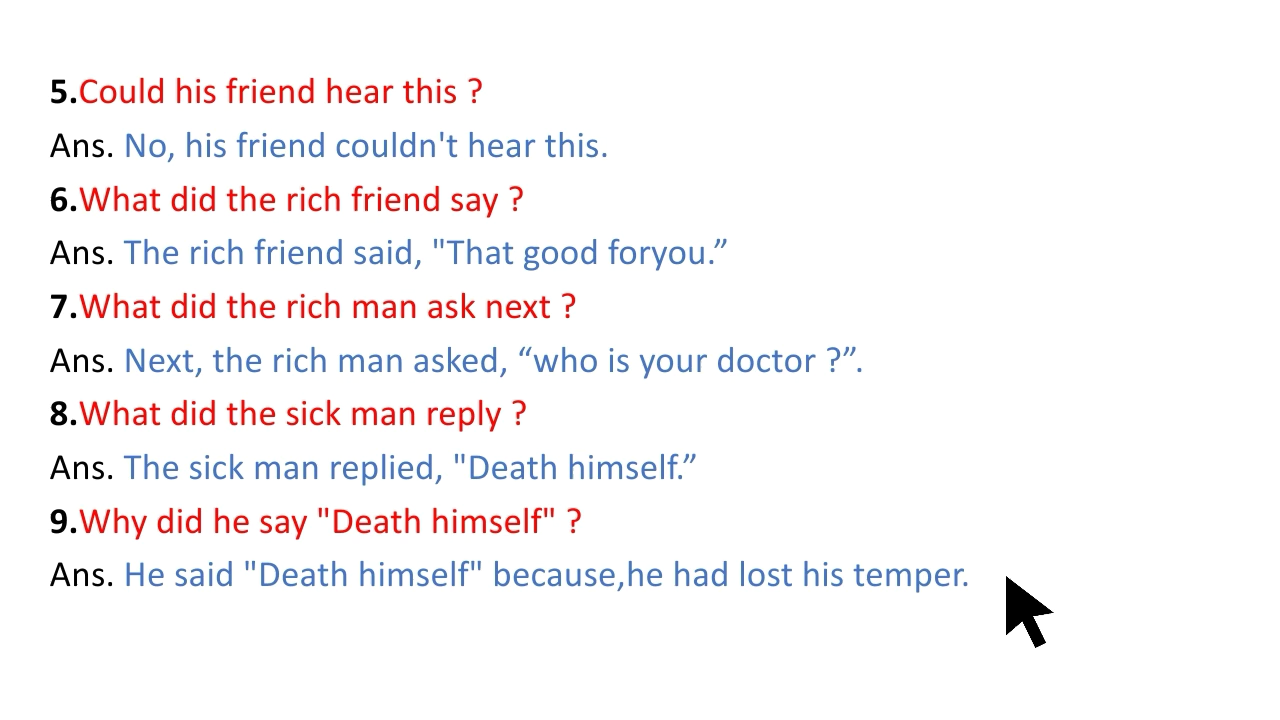 5.Could his friend hear this ?
Ans. No, his friend couldn't hear this.
6.What did the rich friend say ?
Ans. The rich friend said, "That good foryou.”
7.What did the rich man ask next ?
Ans. Next, the rich man asked, “who is your doctor ?”.
8.What did the sick man reply ?
Ans. The sick man replied, "Death himself.”
9.Why did he say "Death himself" ?
Ans. He said "Death himself" because,he had lost his temper.